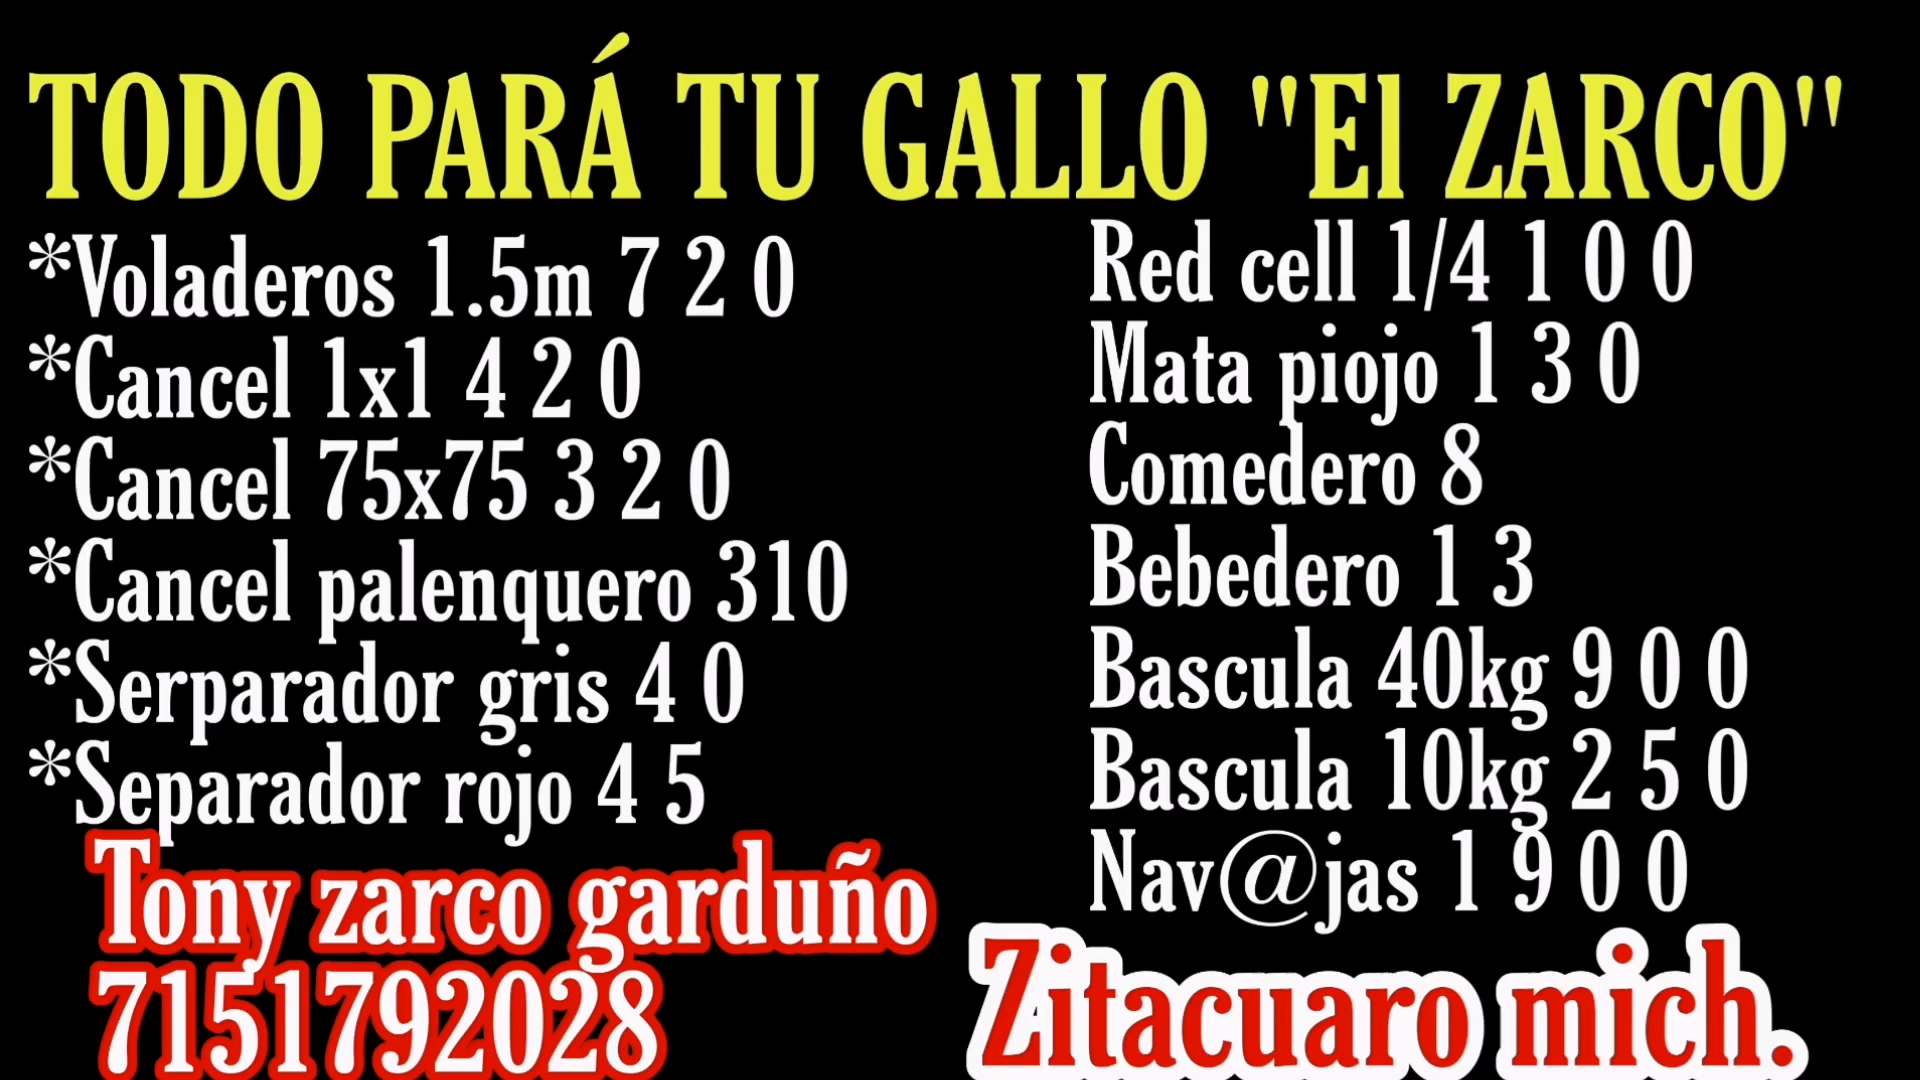 TODO PARÁ TU GALLO "El ZARCO"
*Voladeros 1.5m 7 2 0
*Cancel 1x1 4 2 0
*Cancel 75x75 3 2 0
*Cancel palenquero 310
*Serparador gris 4 0
*Separador rojo 4 5
Red cell 1/4 1 0 0
Mata piojo 1 3 0
Comedero 8
Bebedero 1 3
Bascula 40kg 9 0 0
Bascula 10kg 2 5 0
Nav@jas 1 9 0 0
Tony zarco garduño
7151792028
Zitacuaro mich.